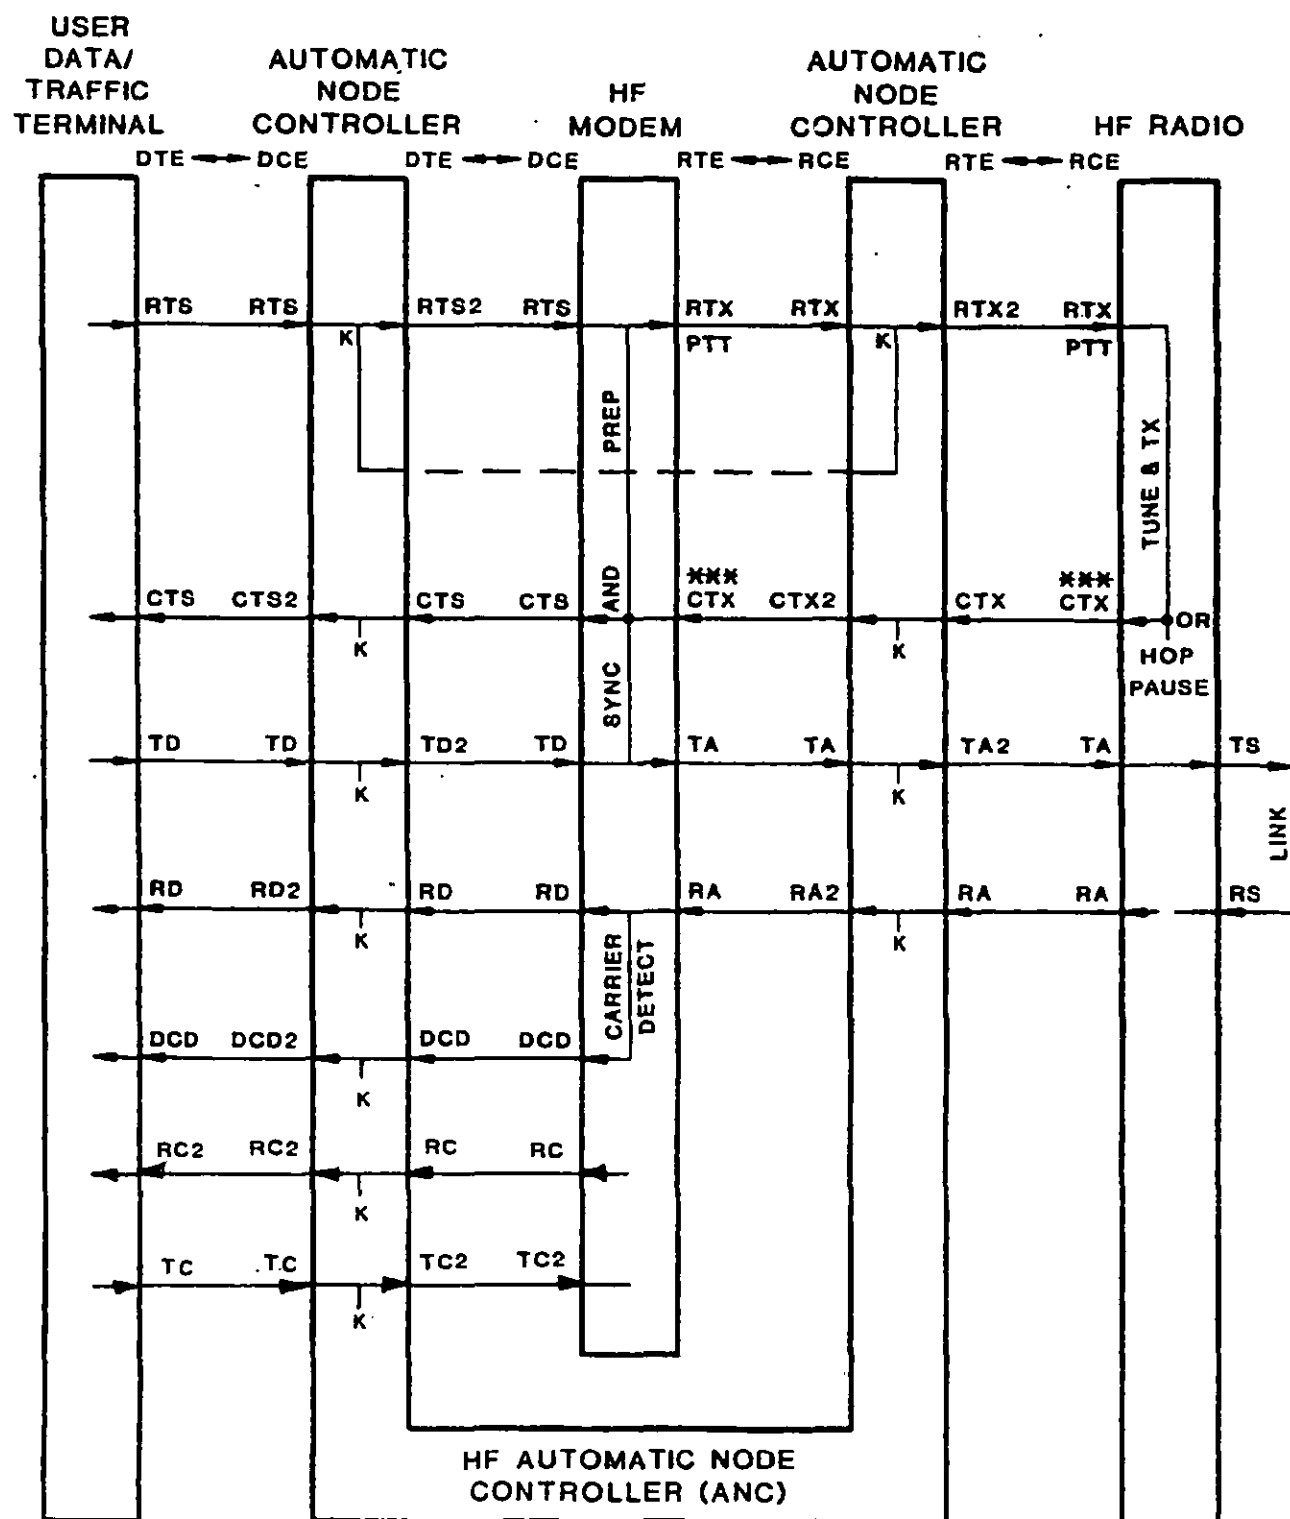 USER
DATA/
TRAFFIC
TERMINAL
AUTOMATIC
NODE
CONTROLLER
HF
MODEM
AUTOMATIC
NODE
CONTROLLER
HF RADIO
DTE DCE DTE DCE RTE RCE RTE RCE
RTS RTS RTS2 RTS RTX RTX RTX2 RTX
K PTT K PTT
PREP
TUNE & TX
*** ***
CTS CTS2 CTS CTS AND CTX CTX2 CTX CTX OR
K K HOP
PAUSE
SYNC
TD TD TD2 TD TA TA TA2 TA TS
K K
LINK
RD RD2 RD RD RA RA2 RA RA RS
K K
CARRIER
DETECT
DCD DCD2 DCD DCD
K
RC2 RC2 RC RC
K
TC TC TC2 TC2
K
HF AUTOMATIC NODE
CONTROLLER (ANC)